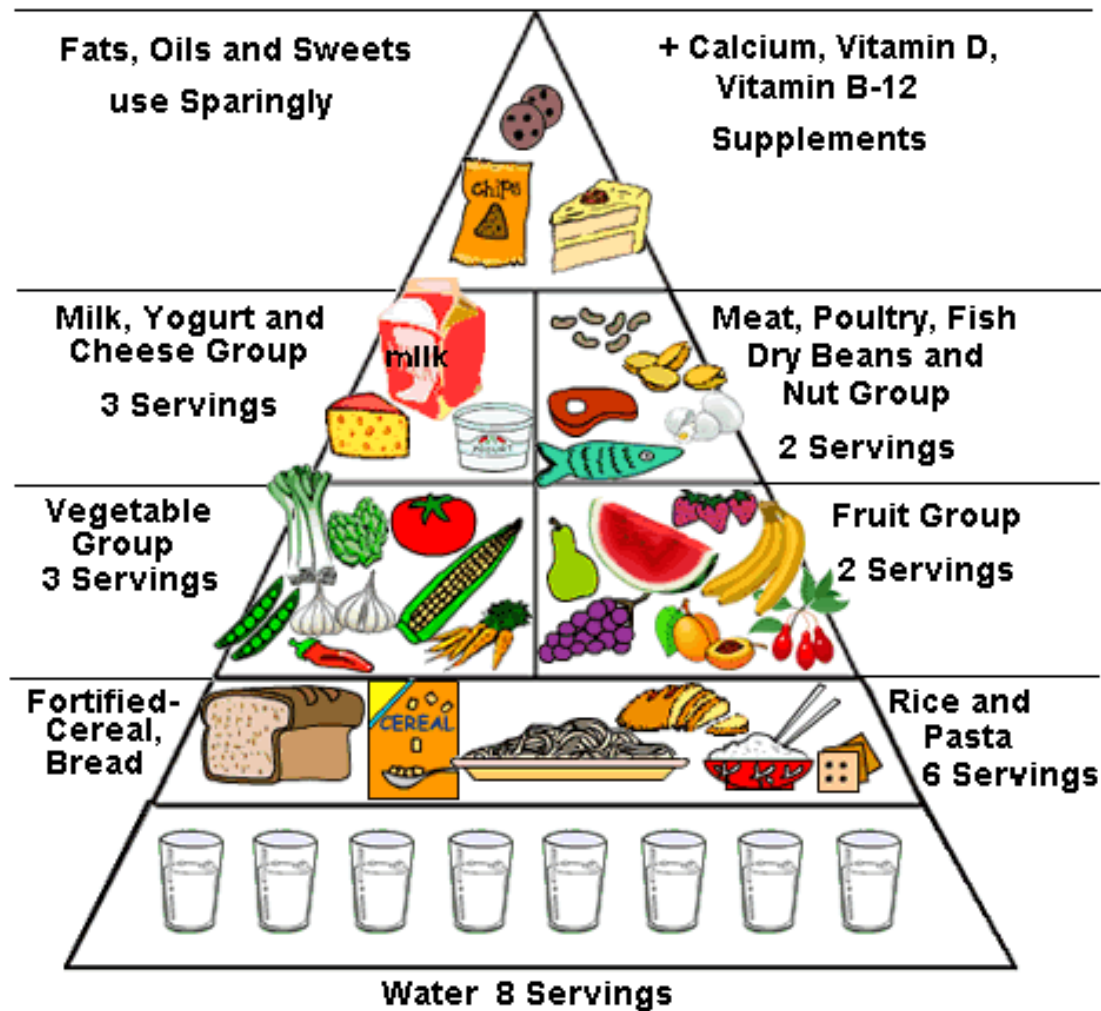 Fats, Oils and Sweets
use Sparingly
+ Calcium, Vitamin D,
Vitamin B-12
Supplements
chips
Milk, Yogurt and
Cheese Group
3 Servings
milk
YOGURT
Meat, Poultry, Fish
Dry Beans and
Nut Group
2 Servings
Vegetable
Group
3 Servings
Fruit Group
2 Servings
Fortified-
Cereal,
Bread
CEREAL
Rice and
Pasta
6 Servings
Water 8 Servings